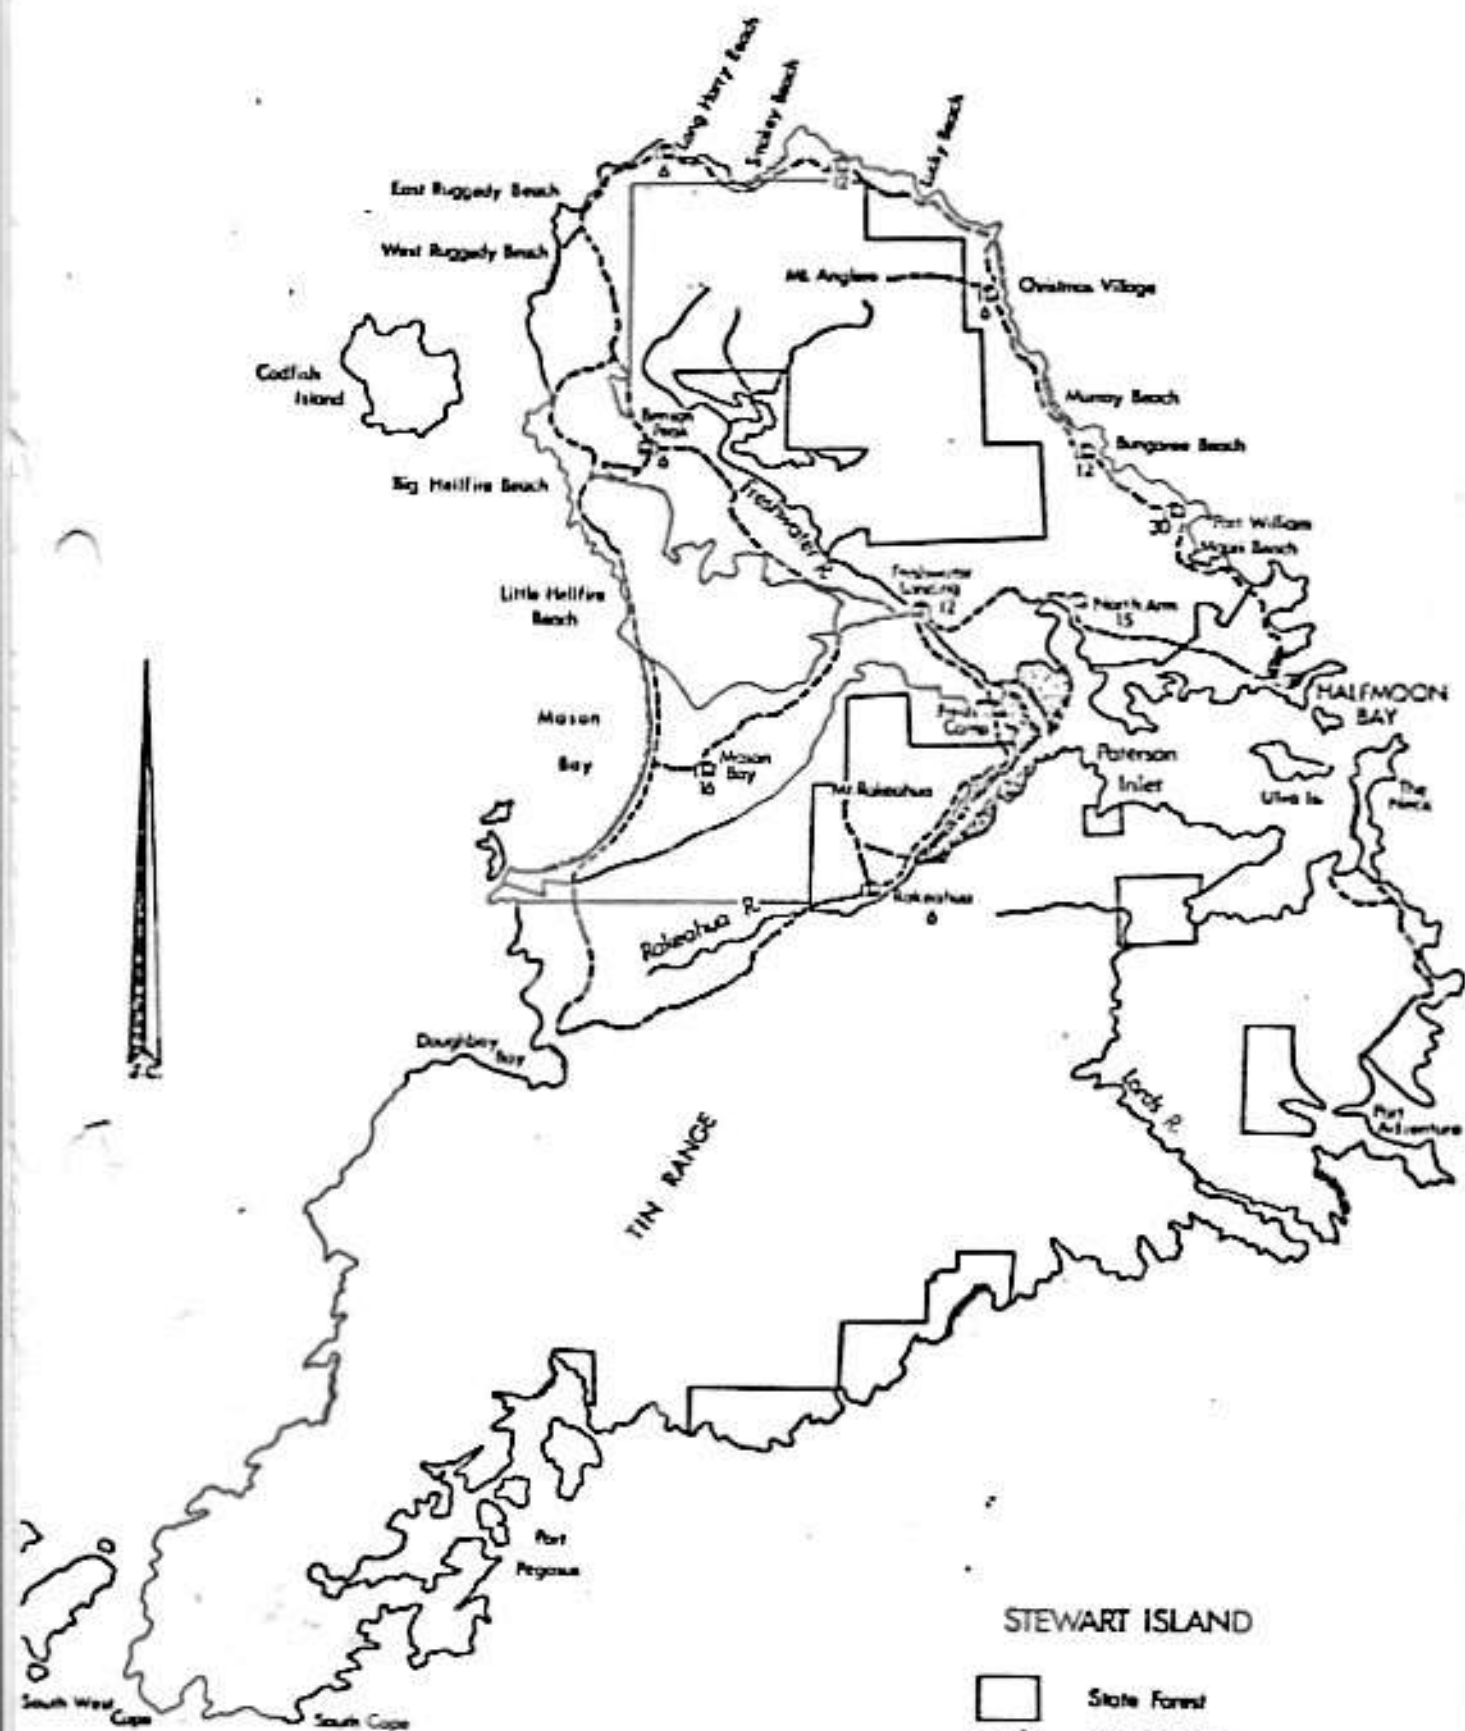 Long Harry Beach
Smokey Beach
Lucky Beach
East Ruggedy Beach
6
12
West Ruggedy Beach
Mt. Anglem
Christmas Village
6
Codfish
Island
Murray Beach
Benson
Peak
6
Bungaree Beach
12
Big Hellfire Beach
Freshwater R.
30
Port William
Maori Beach
Freshwater
Landing
12
Little Hellfire
Beach
North Arm
15
Mason
Bay
HALFMOON
BAY
Freds
Camp
Mason
Bay
16
Paterson
Inlet
Mt Rakeahua
Ulva Is.
The
Neck
Rakeahua
6
Rakeahua R.
Doughboy
Bay
J.C.
Lords R.
Port
Adventure
TIN RANGE
Port
Pegasus
South West
Cape
South Cape
STEWART ISLAND
State Forest